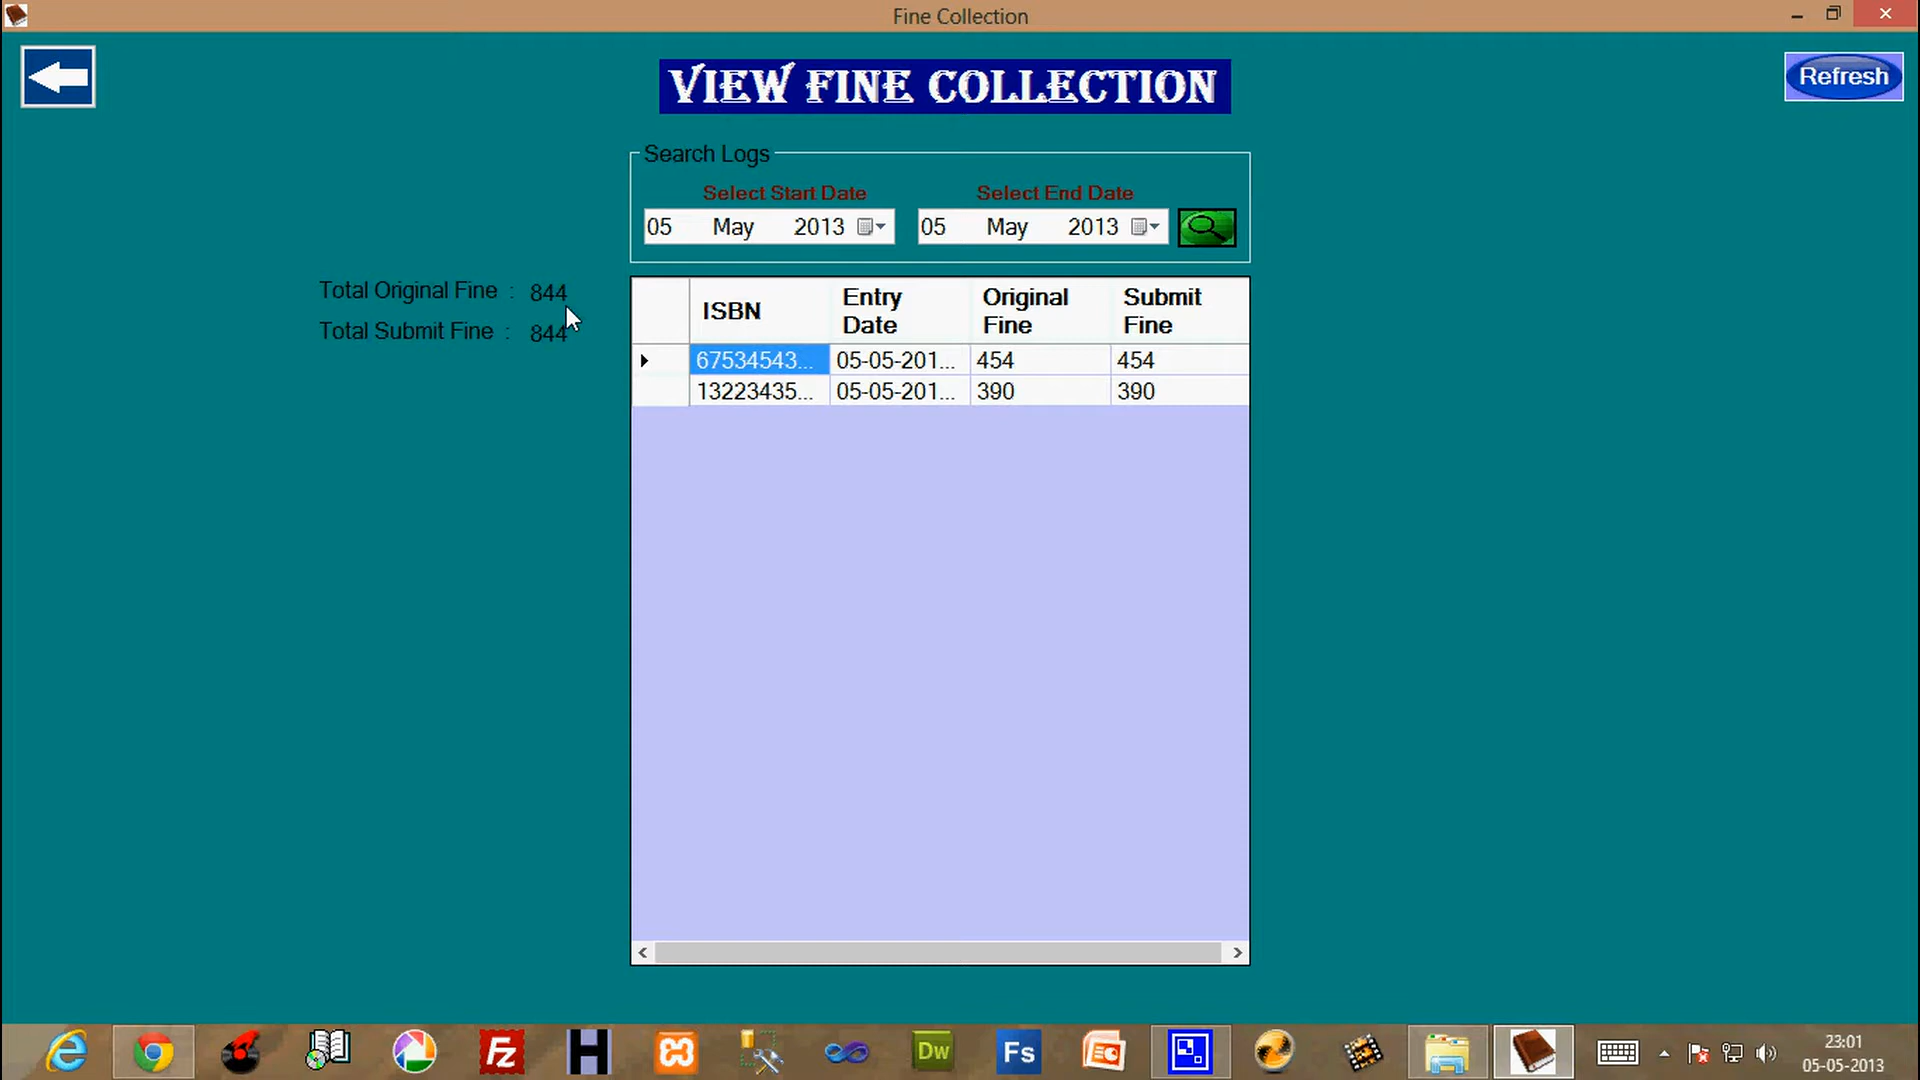 Fine Collection
VIEW FINE COLLECTION
Refresh
Search Logs
Select Start Date Select End Date
05 May 2013 05 May 2013
Total Original Fine : 844
Total Submit Fine : 844
ISBN Entry Date Original Fine Submit Fine
67534543... 05-05-201... 454 454
13223435... 05-05-201... 390 390
Fz H Dw Fs
23:01
05-05-2013